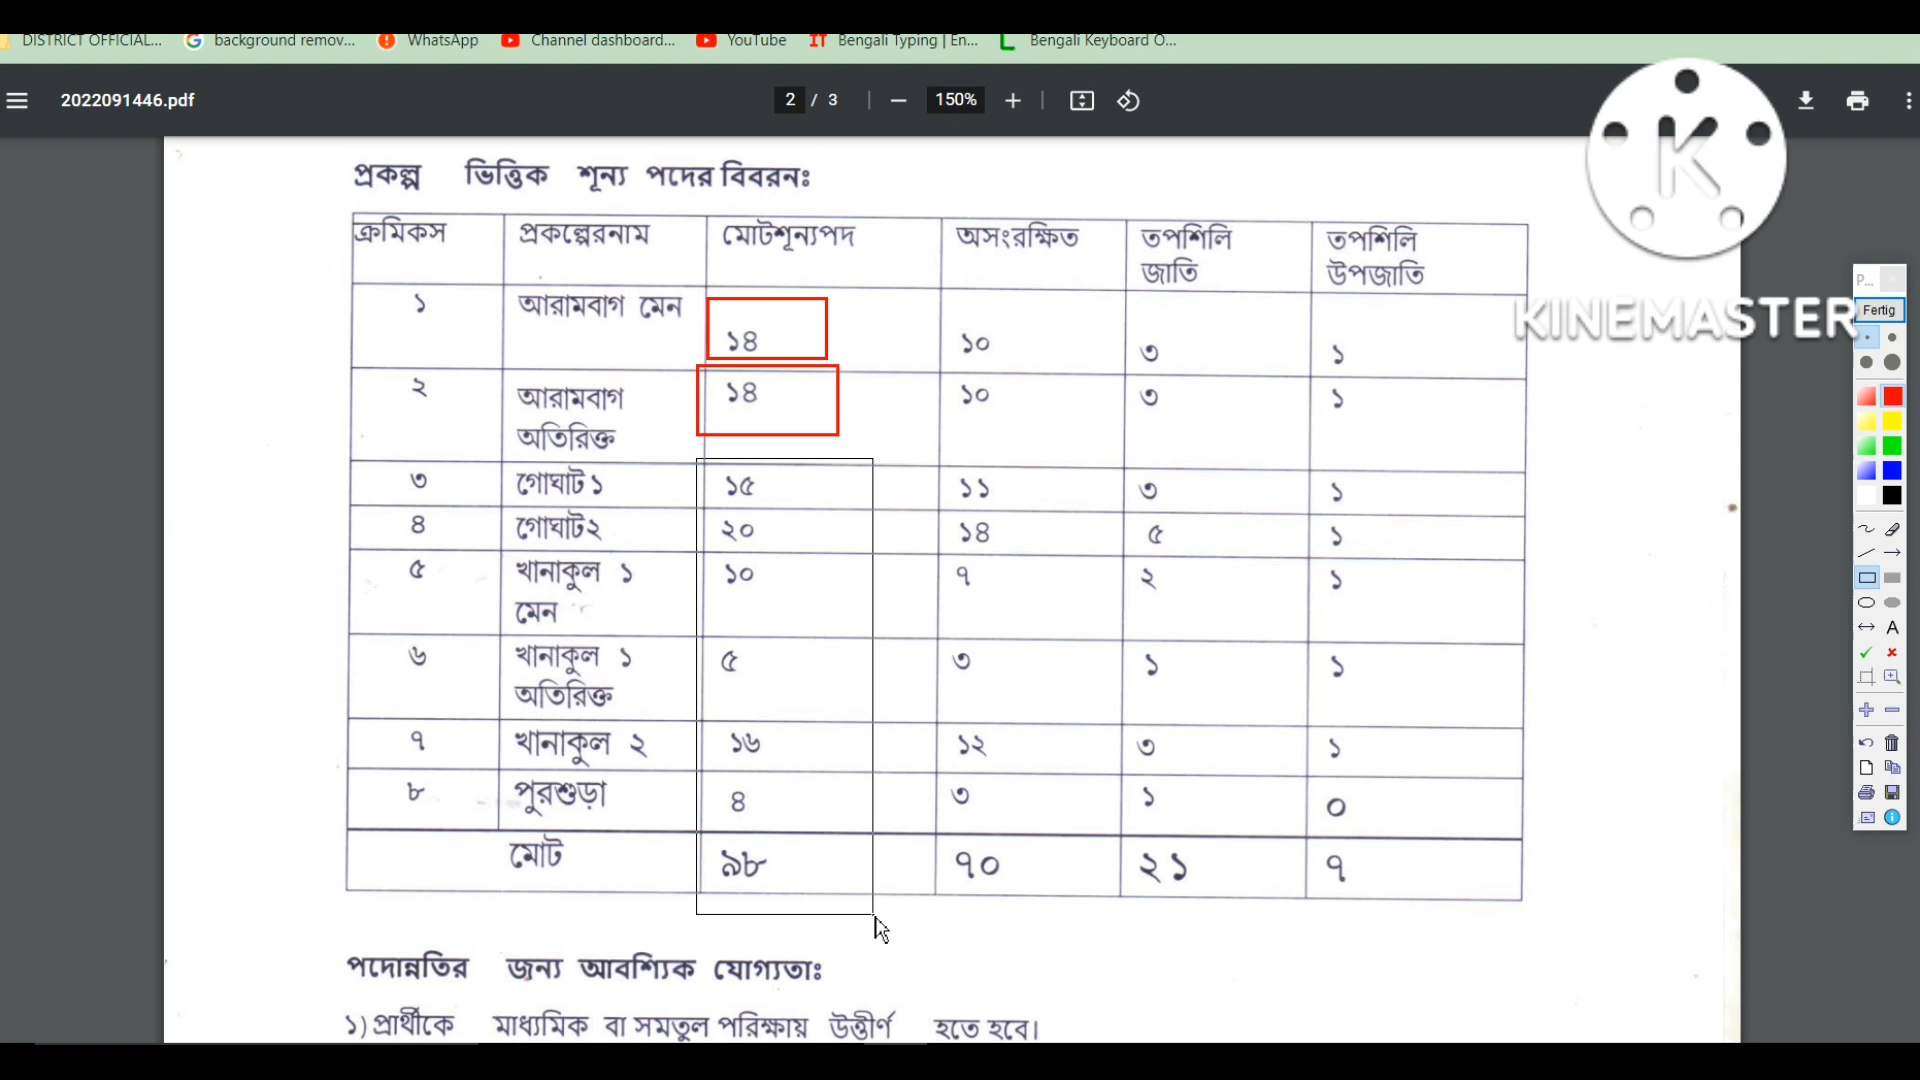 DISTRICT OFFICIAL... background remov... WhatsApp Channel dashboard... YouTube IT Bengali Typing | En... Bengali Keyboard O...
2022091446.pdf 2 / 3 150%
প্রকল্প ভিত্তিক শূন্য পদের বিবরনঃ
ক্রমিকস প্রকল্পেরনাম মোটশূন্যপদ অসংরক্ষিত তপশিলি জাতি তপশিলি উপজাতি
১ আরামবাগ মেন ১৪ ১০ ৩ ১
২ আরামবাগ অতিরিক্ত ১৪ ১০ ৩ ১
৩ গোঘাট১ ১৫ ১১ ৩ ১
৪ গোঘাট২ ২০ ১৪ ৫ ১
৫ খানাকুল ১ মেন ১০ ৭ ২ ১
৬ খানাকুল ১ অতিরিক্ত ৫ ৩ ১ ১
৭ খানাকুল ২ ১৬ ১২ ৩ ১
৮ পুরশুড়া ৪ ৩ ১ ০
মোট ৯৮ ৭০ ২১ ৭
পদোন্নতির জন্য আবশ্যিক যোগ্যতাঃ
১) প্রার্থীকে মাধ্যমিক বা সমতুল পরিক্ষায় উত্তীর্ণ হতে হবে।
K
KINEMASTER
P...
Fertig
A